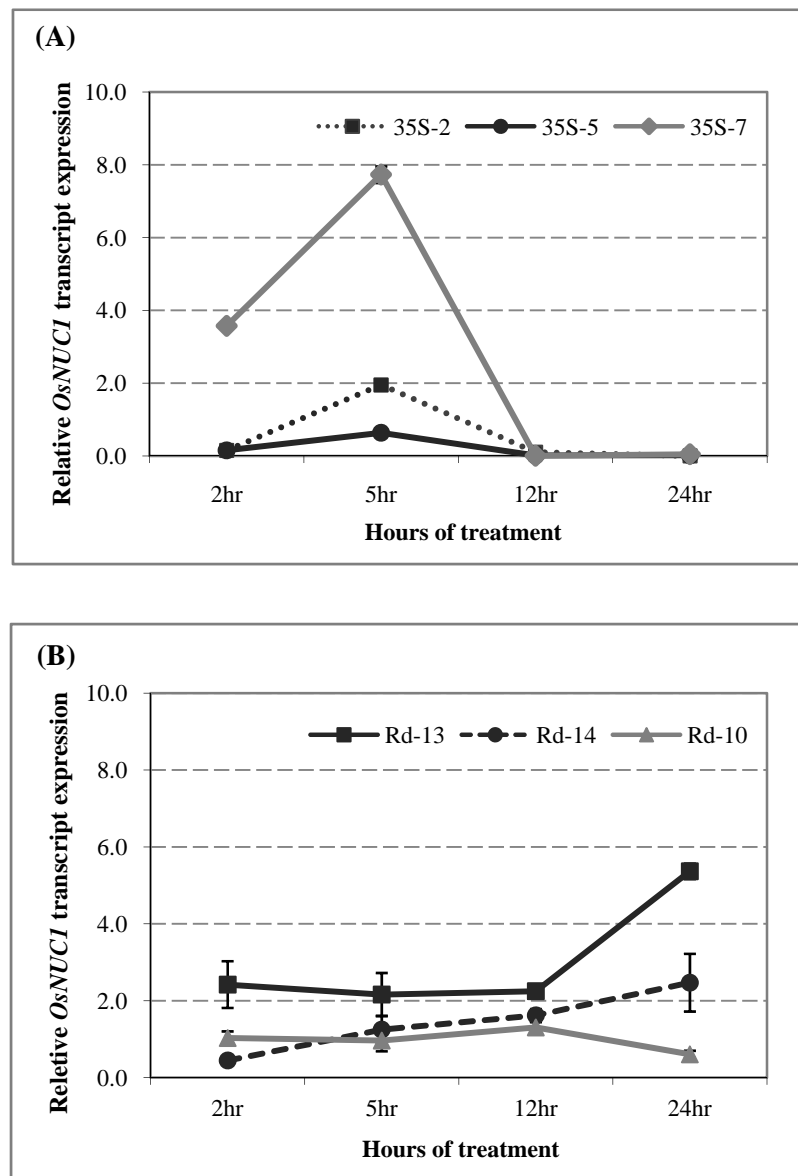 (A)
Relative OsNUC1 transcript expression
10.0
8.0
6.0
4.0
2.0
0.0
35S-2 35S-5 35S-7
2hr 5hr 12hr 24hr
Hours of treatment
(B)
Reletive OsNUC1 transcript expression
10.0
8.0
6.0
4.0
2.0
0.0
Rd-13 Rd-14 Rd-10
2hr 5hr 12hr 24hr
Hours of treatment